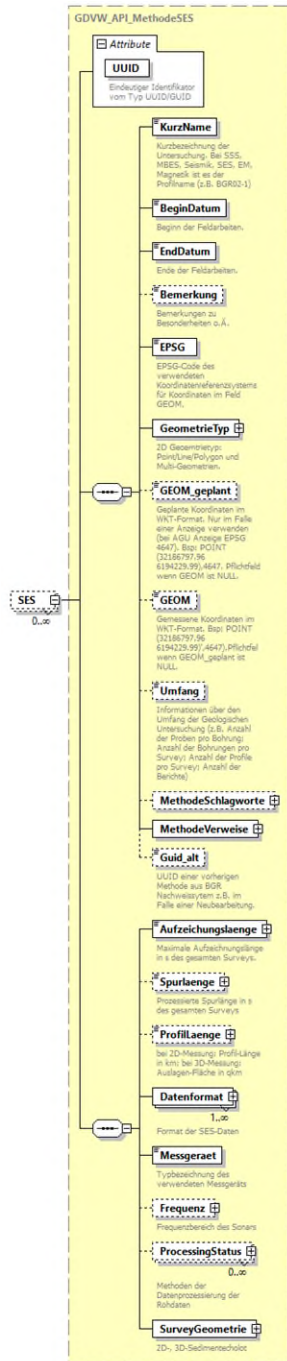 GDVW_API_MethodeSES
Attribute
UUID
Eindeutiger Identifikator
vom Typ UUID/GUID
KurzName
Kurzbezeichnung der
Untersuchung. Bei SSS,
MBES, Seismik, SES, EM,
Magnetik ist es der
Profilname (z.B. BGR02-1)
BeginDatum
Beginn der Feldarbeiten.
EndDatum
Ende der Feldarbeiten.
Bemerkung
Bemerkungen zu
Besonderheiten o.Ä.
EPSG
EPSG-Code des
verwendeten
Koordinatenreferenzsystems
für Koordinaten im Feld
GEOM.
GeometrieTyp
2D Geoemtrietyp:
Point/Line/Polygon und
Multi-Geometrien.
GEOM_geplant
Geplante Koordinaten im
WKT-Format. Nur im Falle
einer Anzeige verwenden
(bei AGU Anzeige EPSG
4647). Bsp: POINT
(32186797.96
6194229.99),4647. Pflichtfeld
wenn GEOM ist NULL.
SES
0..∞
GEOM
Gemessene Koordinaten im
WKT-Format. Bsp: POINT
(32186797.96
6194229.99)',4647).Pflichtfel
d wenn GEOM_geplant ist
NULL.
Umfang
Informationen über den
Umfang der Geologischen
Untersuchung (z.B. Anzahl
der Proben pro Bohrung;
Anzahl der Bohrungen pro
Survey; Anzahl der Profile
pro Survey; Anzahl der
Berichte)
MethodeSchlagworte
MethodeVerweise
Guid_alt
UUID einer vorherigen
Methode aus BGR
Nachweissytem z.B. im
Falle einer Neubearbeitung.
Aufzeichungslaenge
Maximale Aufzeichnungslänge
in s des gesamten Surveys.
Spurlaenge
Prozessierte Spurlänge in s
des gesamten Surveys
ProfilLaenge
bei 2D-Messung: Profil-Länge
in km; bei 3D-Messung:
Auslagen-Fläche in qkm
Datenformat
1..∞
Format der SES-Daten
Messgeraet
Typbezeichnung des
verwendeten Messgeräts
Frequenz
Frequenzbereich des Sonars
ProcessingStatus
0..∞
Methoden der
Datenprozessierung der
Rohdaten
SurveyGeometrie
2D-, 3D-Sedimentecholot